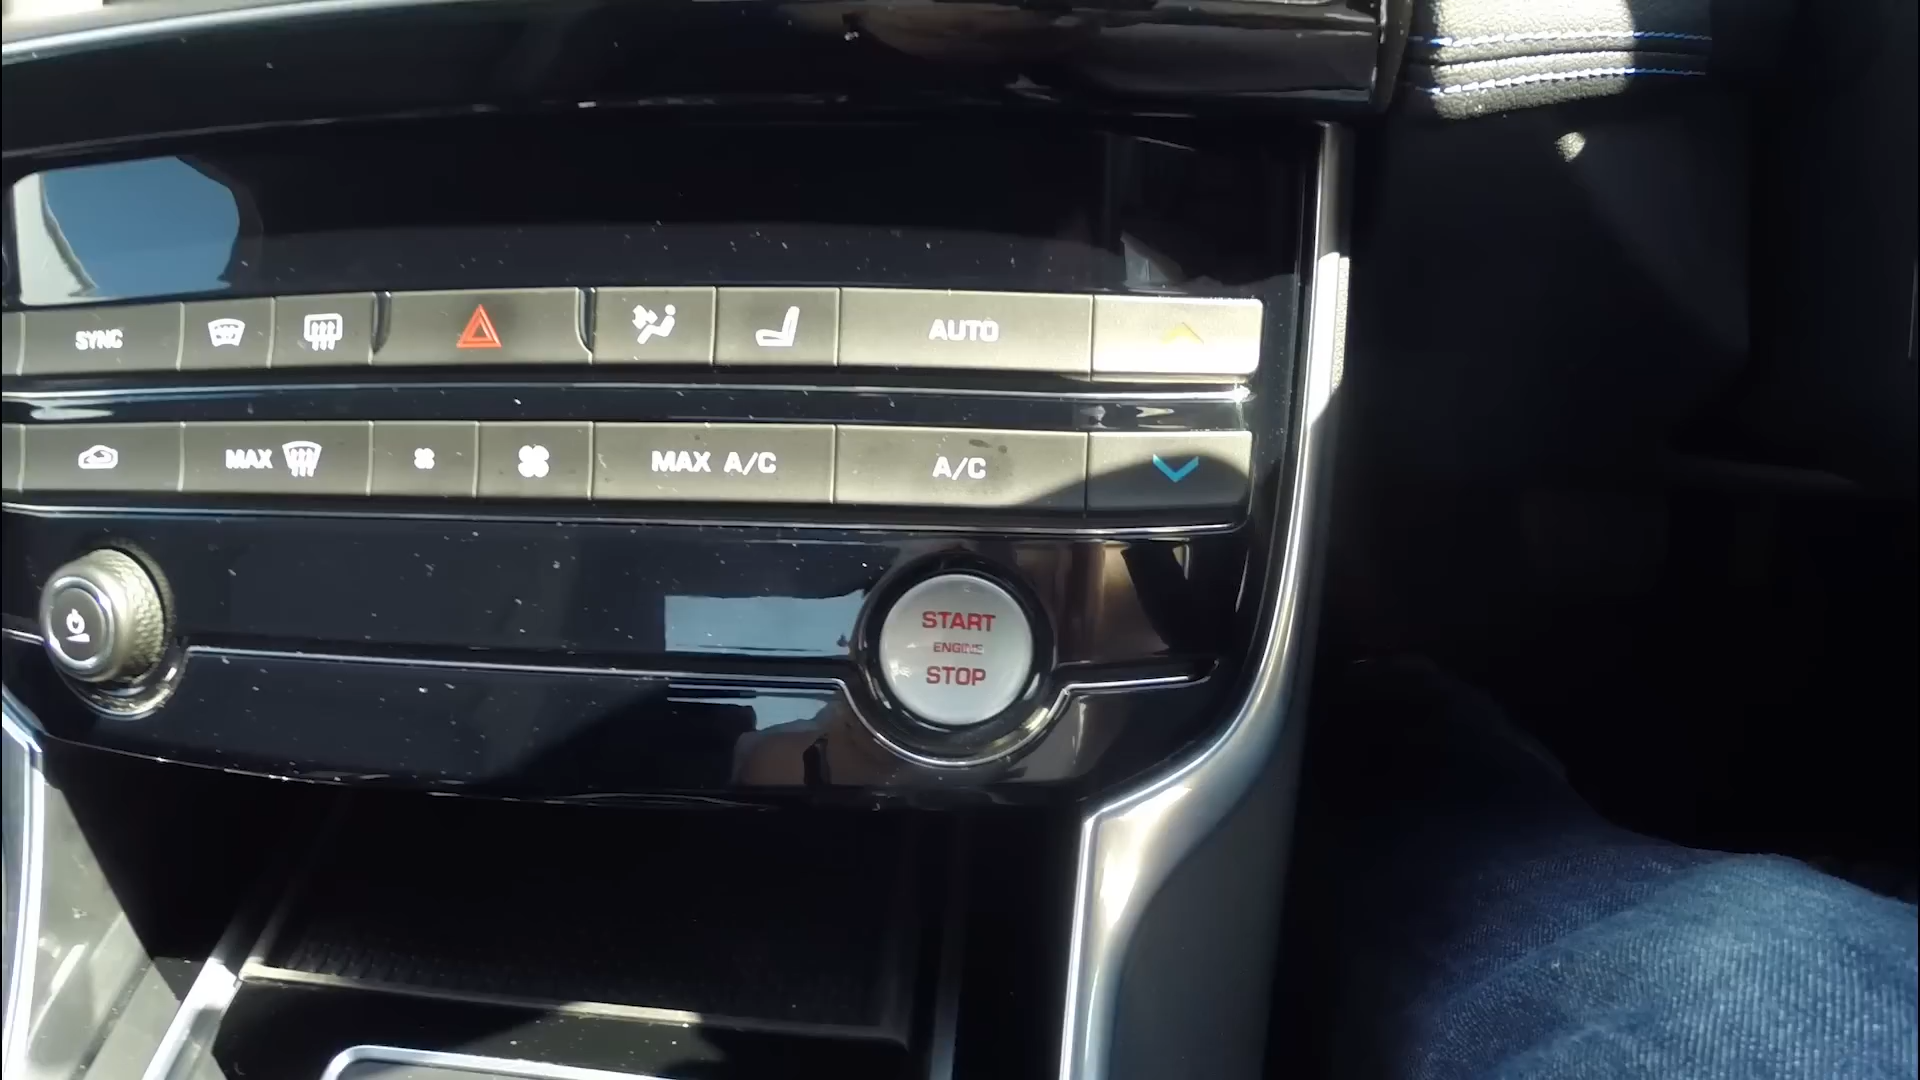 SYNC
AUTO
MAX
MAX A/C
A/C
START
ENGINE
STOP